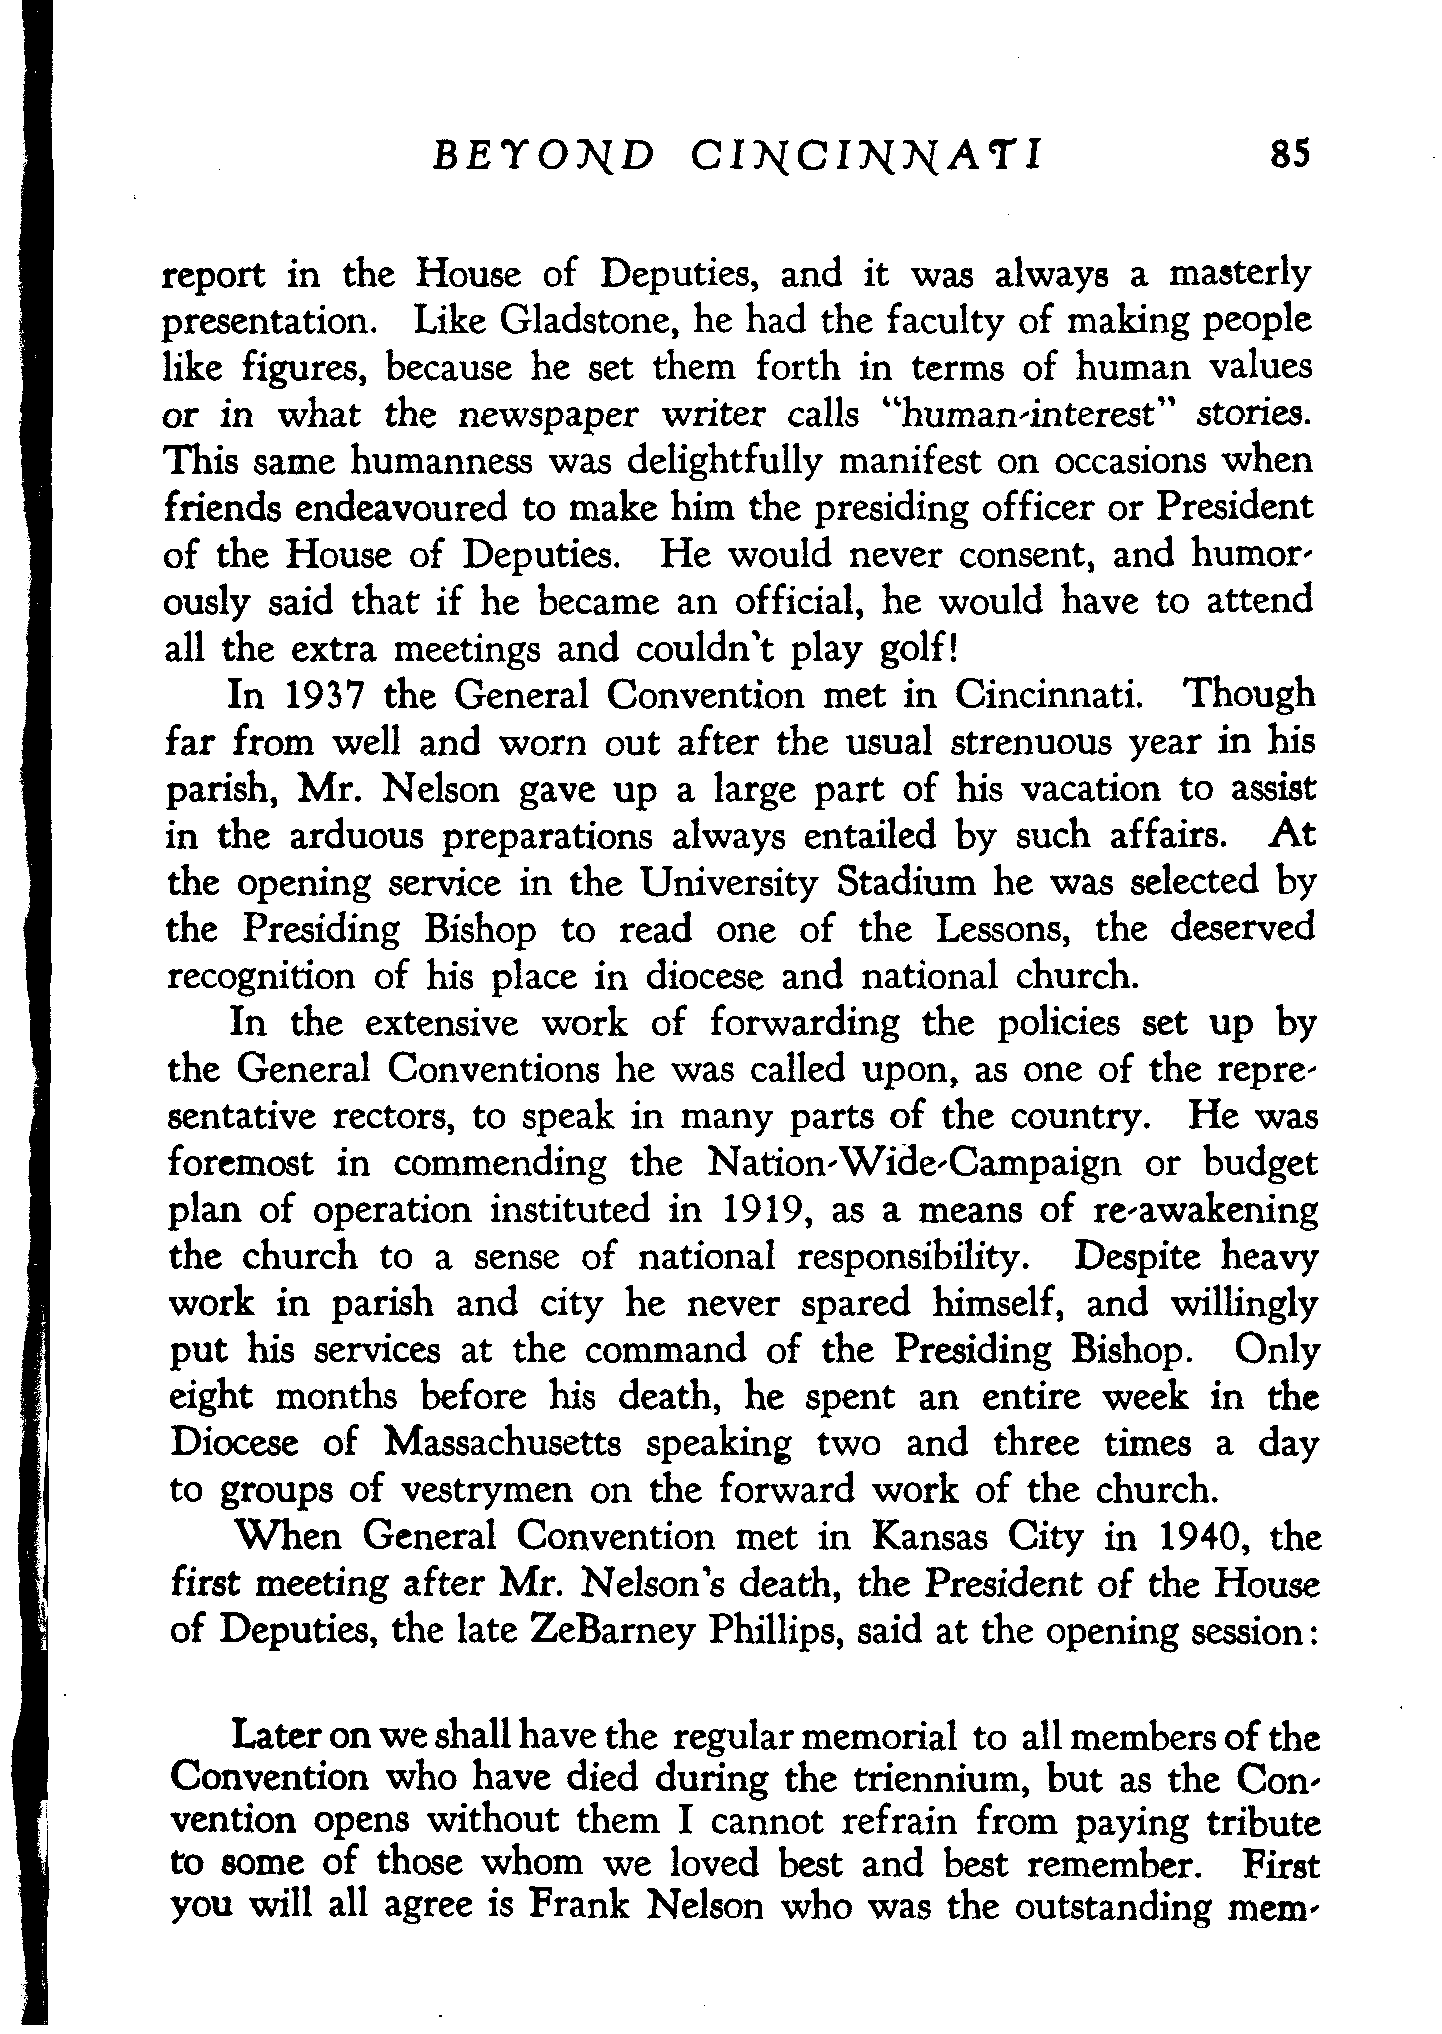 BEYOND CINCINNATI 85
report in the House of Deputies, and it was always a masterly
presentation. Like Gladstone, he had the faculty of making people
like figures, because he set them forth in terms of human values
or in what the newspaper writer calls "human-interest" stories.
This same humanness was delightfully manifest on occasions when
friends endeavoured to make him the presiding officer or President
of the House of Deputies. He would never consent, and humor-
ously said that if he became an official, he would have to attend
all the extra meetings and couldn't play golf!
In 1937 the General Convention met in Cincinnati. Though
far from well and worn out after the usual strenuous year in his
parish, Mr. Nelson gave up a large part of his vacation to assist
in the arduous preparations always entailed by such affairs. At
the opening service in the University Stadium he was selected by
the Presiding Bishop to read one of the Lessons, the deserved
recognition of his place in diocese and national church.
In the extensive work of forwarding the policies set up by
the General Conventions he was called upon, as one of the repre-
sentative rectors, to speak in many parts of the country. He was
foremost in commending the Nation-Wide-Campaign or budget
plan of operation instituted in 1919, as a means of re-awakening
the church to a sense of national responsibility. Despite heavy
work in parish and city he never spared himself, and willingly
put his services at the command of the Presiding Bishop. Only
eight months before his death, he spent an entire week in the
Diocese of Massachusetts speaking two and three times a day
to groups of vestrymen on the forward work of the church.
When General Convention met in Kansas City in 1940, the
first meeting after Mr. Nelson's death, the President of the House
of Deputies, the late ZeBarney Phillips, said at the opening session:
Later on we shall have the regular memorial to all members of the
Convention who have died during the triennium, but as the Con-
vention opens without them I cannot refrain from paying tribute
to some of those whom we loved best and best remember. First
you will all agree is Frank Nelson who was the outstanding mem-